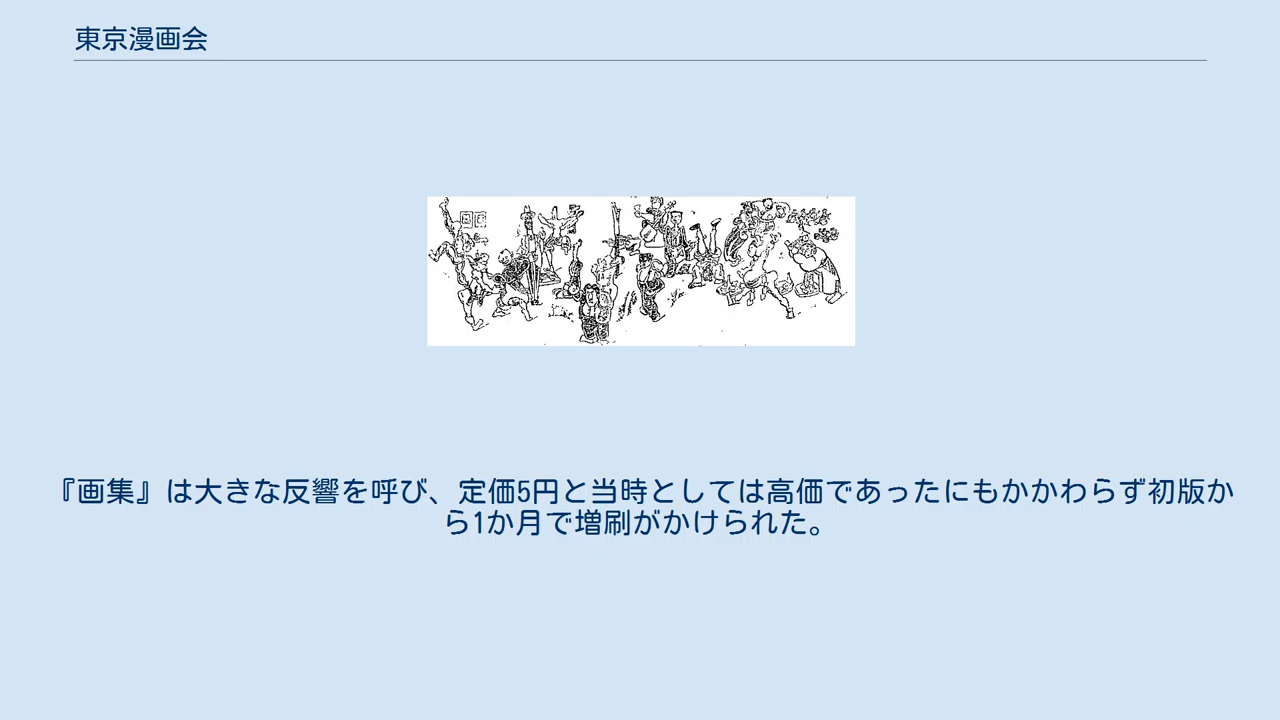 東京漫画会
『画集』は大きな反響を呼び、定価5円と当時としては高価であったにもかかわらず初版か
ら1か月で増刷がかけられた。